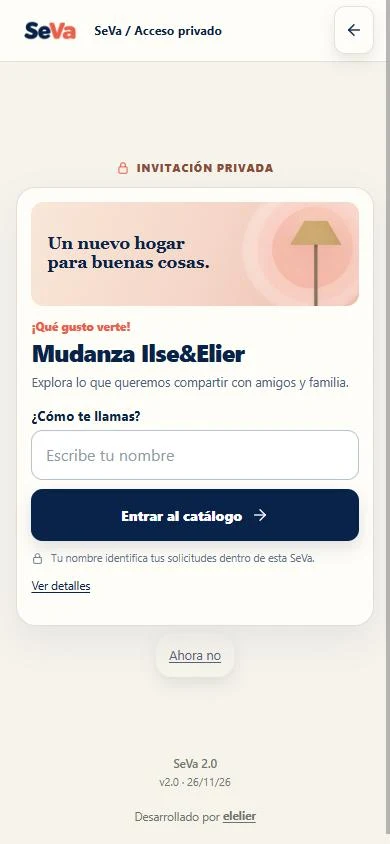 SeVa
SeVa / Acceso privado
INVITACIÓN PRIVADA
Un nuevo hogar
para buenas cosas.
¡Qué gusto verte!
Mudanza Ilse&Elier
Explora lo que queremos compartir con amigos y familia.
¿Cómo te llamas?
Escribe tu nombre
Entrar al catálogo
Tu nombre identifica tus solicitudes dentro de esta SeVa.
Ver detalles
Ahora no
SeVa 2.0
v2.0 · 26/11/26
Desarrollado por elelier